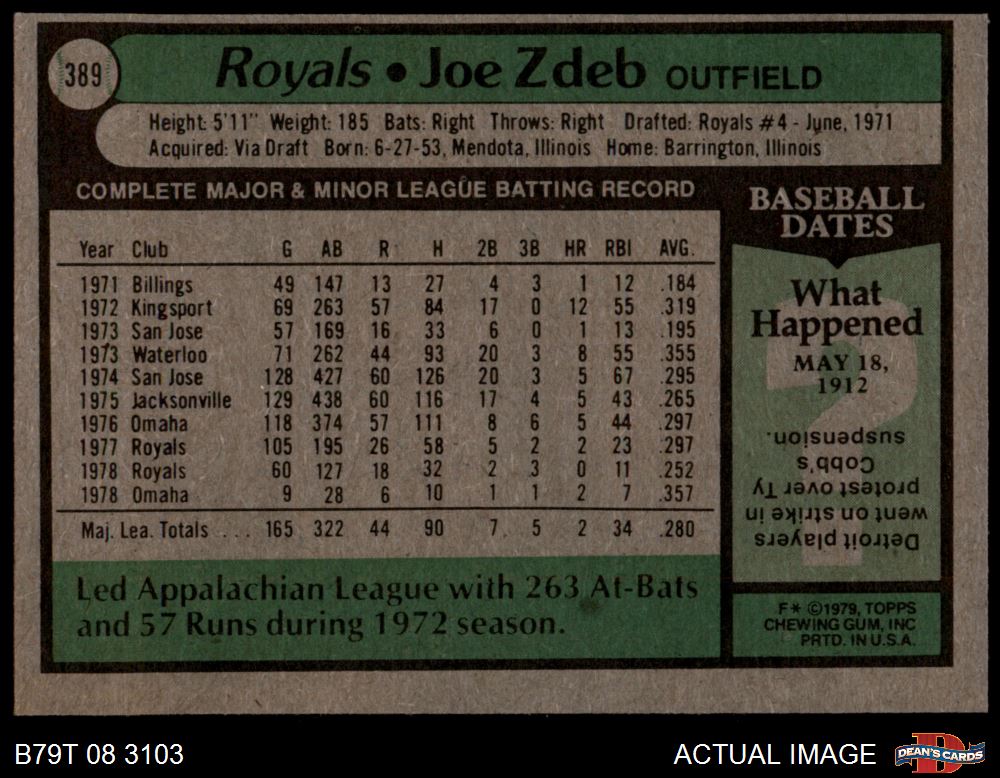 389
Royals • Joe Zdeb OUTFIELD
Height: 5'11" Weight: 185 Bats: Right Throws: Right Drafted: Royals #4 - June, 1971
Acquired: Via Draft Born: 6-27-53, Mendota, Illinois Home: Barrington, Illinois
COMPLETE MAJOR & MINOR LEAGUE BATTING RECORD
Year Club G AB R H 2B 3B HR RBI AVG.
1971 Billings 49 147 13 27 4 3 1 12 .184
1972 Kingsport 69 263 57 84 17 0 12 55 .319
1973 San Jose 57 169 16 33 6 0 1 13 .195
1973 Waterloo 71 262 44 93 20 3 8 55 .355
1974 San Jose 128 427 60 126 20 3 5 67 .295
1975 Jacksonville 129 438 60 116 17 4 5 43 .265
1976 Omaha 118 374 57 111 8 6 5 44 .297
1977 Royals 105 195 26 58 5 2 2 23 .297
1978 Royals 60 127 18 32 2 3 0 11 .252
1978 Omaha 9 28 6 10 1 1 2 7 .357
Maj. Lea. Totals ... 165 322 44 90 7 5 2 34 .280
Led Appalachian League with 263 At-Bats
and 57 Runs during 1972 season.
BASEBALL
DATES
What
Happened
MAY 18,
1912
Detroit players
went on strike in
protest over Ty
Cobb's
suspension.
F* ©1979, TOPPS
CHEWING GUM, INC
PRTD. IN U.S.A.
B79T 08 3103
ACTUAL IMAGE
DEAN'S CARDS